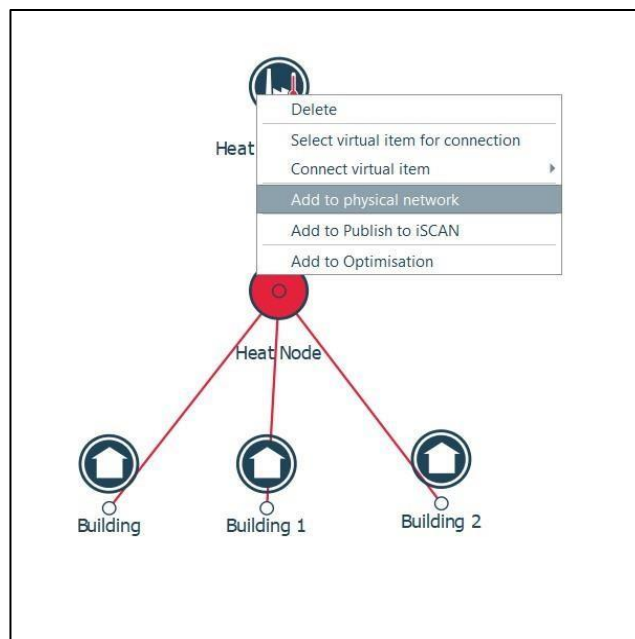 Delete
Heat
Select virtual item for connection
Connect virtual item
Add to physical network
Add to Publish to iSCAN
Add to Optimisation
Heat Node
Building
Building 1
Building 2